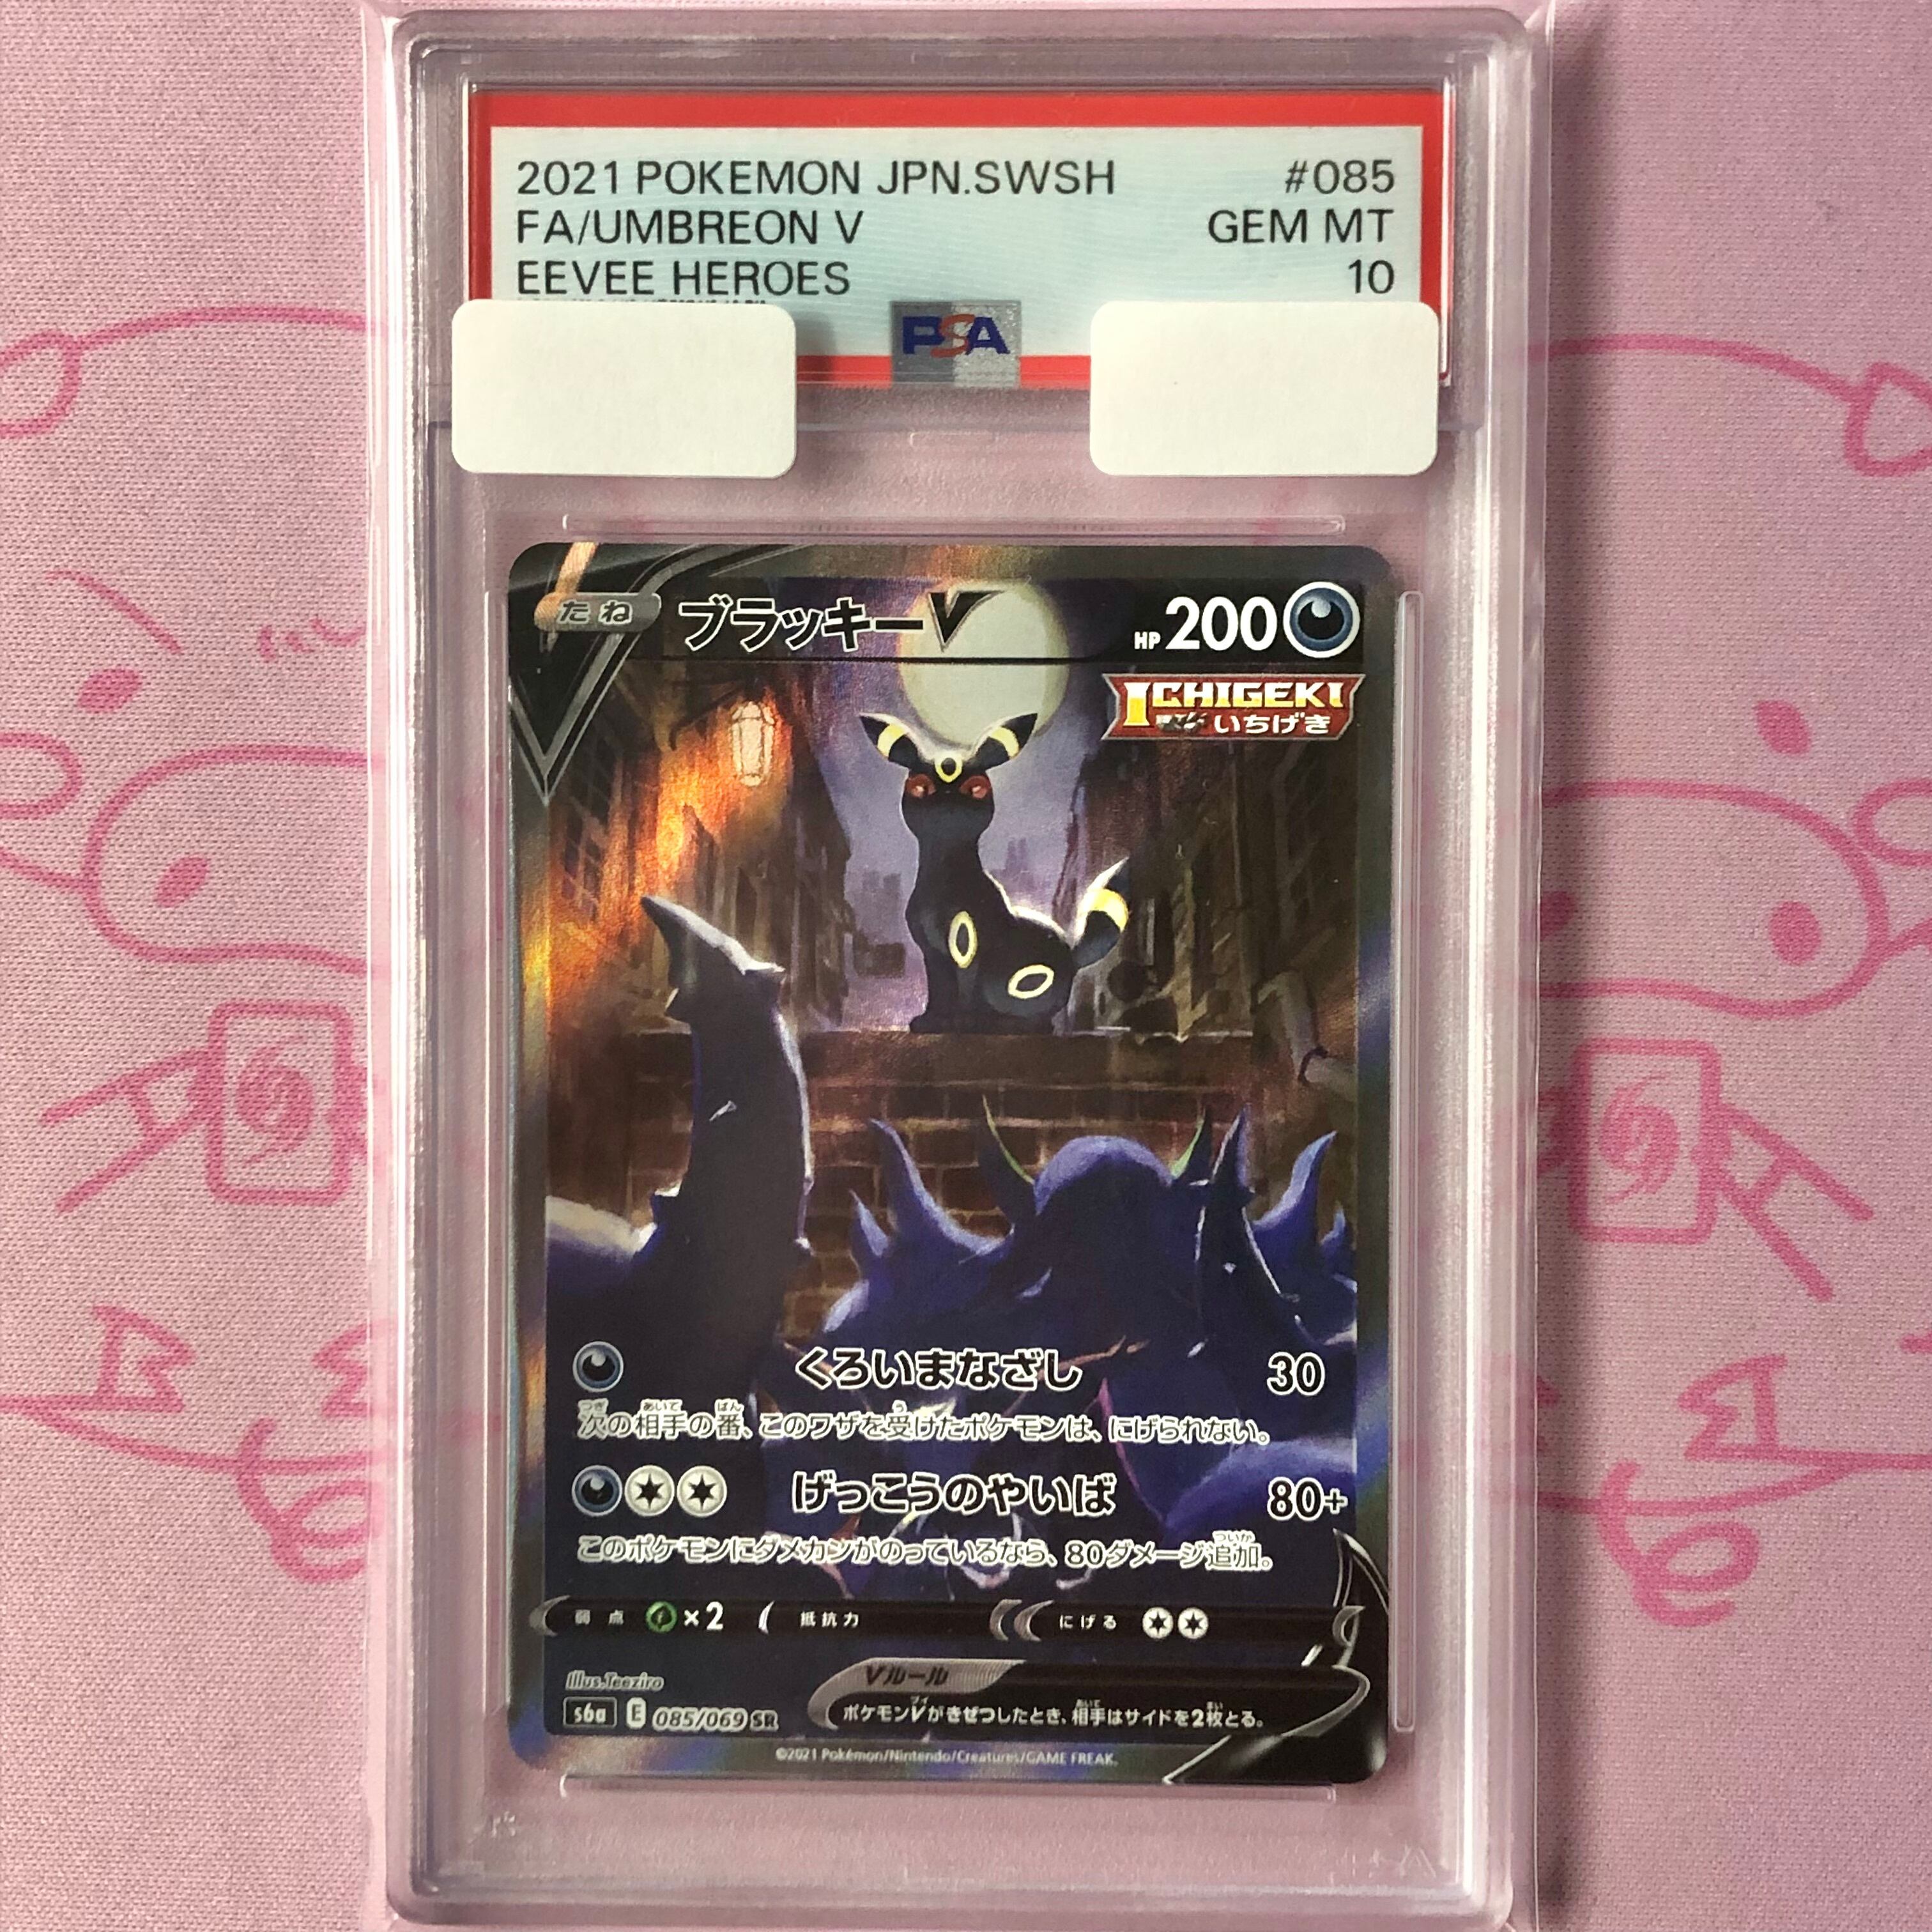 2021 POKEMON JPN.SWSH #085
FA/UMBREON V GEM MT
EEVEE HEROES 10
PSA
たね ブラッキーV HP 200
ICHIGEKI
いちげき
くろいまなざし 30
次の相手の番、このワザを受けたポケモンは、にげられない。
げっこうのやいば 80+
このポケモンにダメカンがのっているなら、80ダメージ追加。
弱点 ×2 抵抗力 にげる
Illus.Teeziro
Vルール
s6a E 085/069 SR
ポケモンVがきぜつしたとき、相手はサイドを2枚とる。
©2021 Pokémon/Nintendo/Creatures/GAME FREAK.